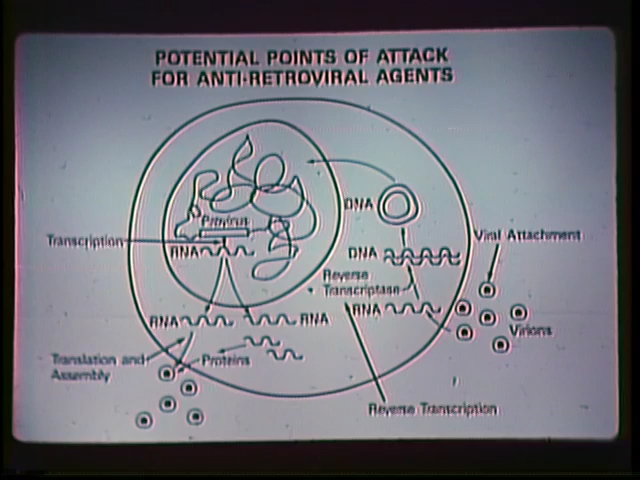 POTENTIAL POINTS OF ATTACK
FOR ANTI-RETROVIRAL AGENTS
DNA
Provirus
Transcription
Viral Attachment
RNA
DNA
Reverse
Transcriptase
RNA
RNA
RNA
Virions
Translation and
Assembly
Proteins
Reverse Transcription